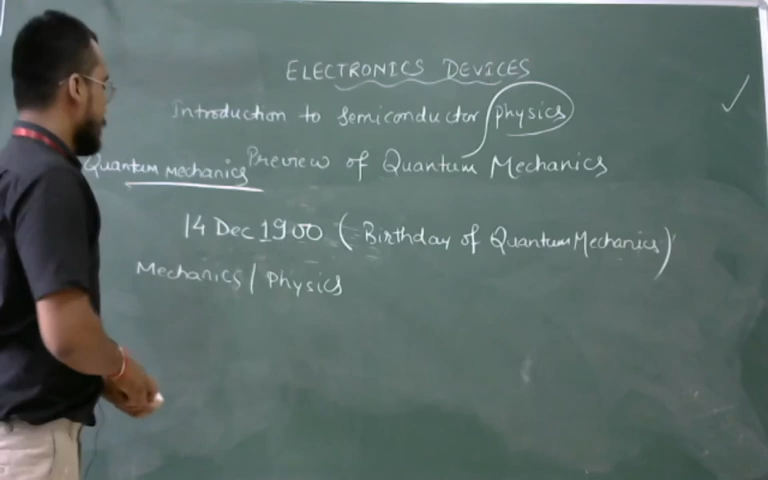 ELECTRONICS DEVICES
Introduction to Semiconductor physics
Quantum Mechanics Preview of Quantum Mechanics
14 Dec 1900 (Birthday of Quantum Mechanics)
Mechanics/Physics